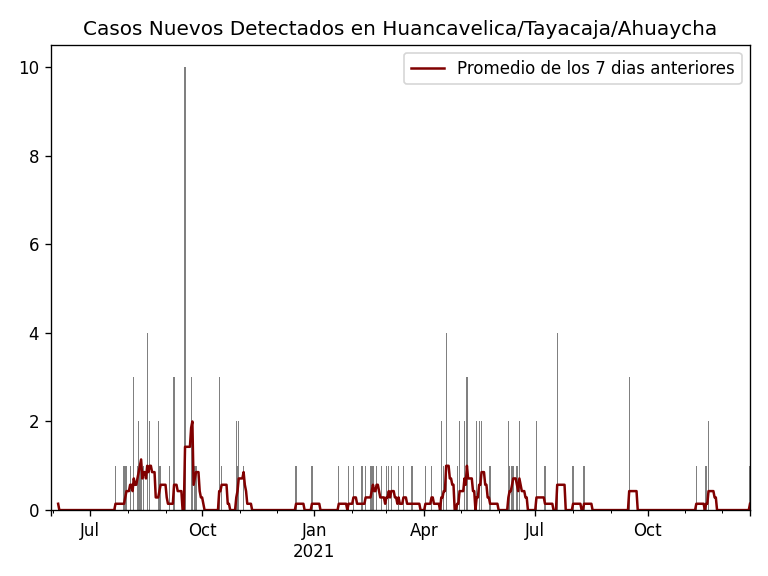 Casos Nuevos Detectados en Huancavelica/Tayacaja/Ahuaycha
Promedio de los 7 dias anteriores
10
8
6
4
2
0
Jul
Oct
Jan
Apr
Jul
Oct
2021